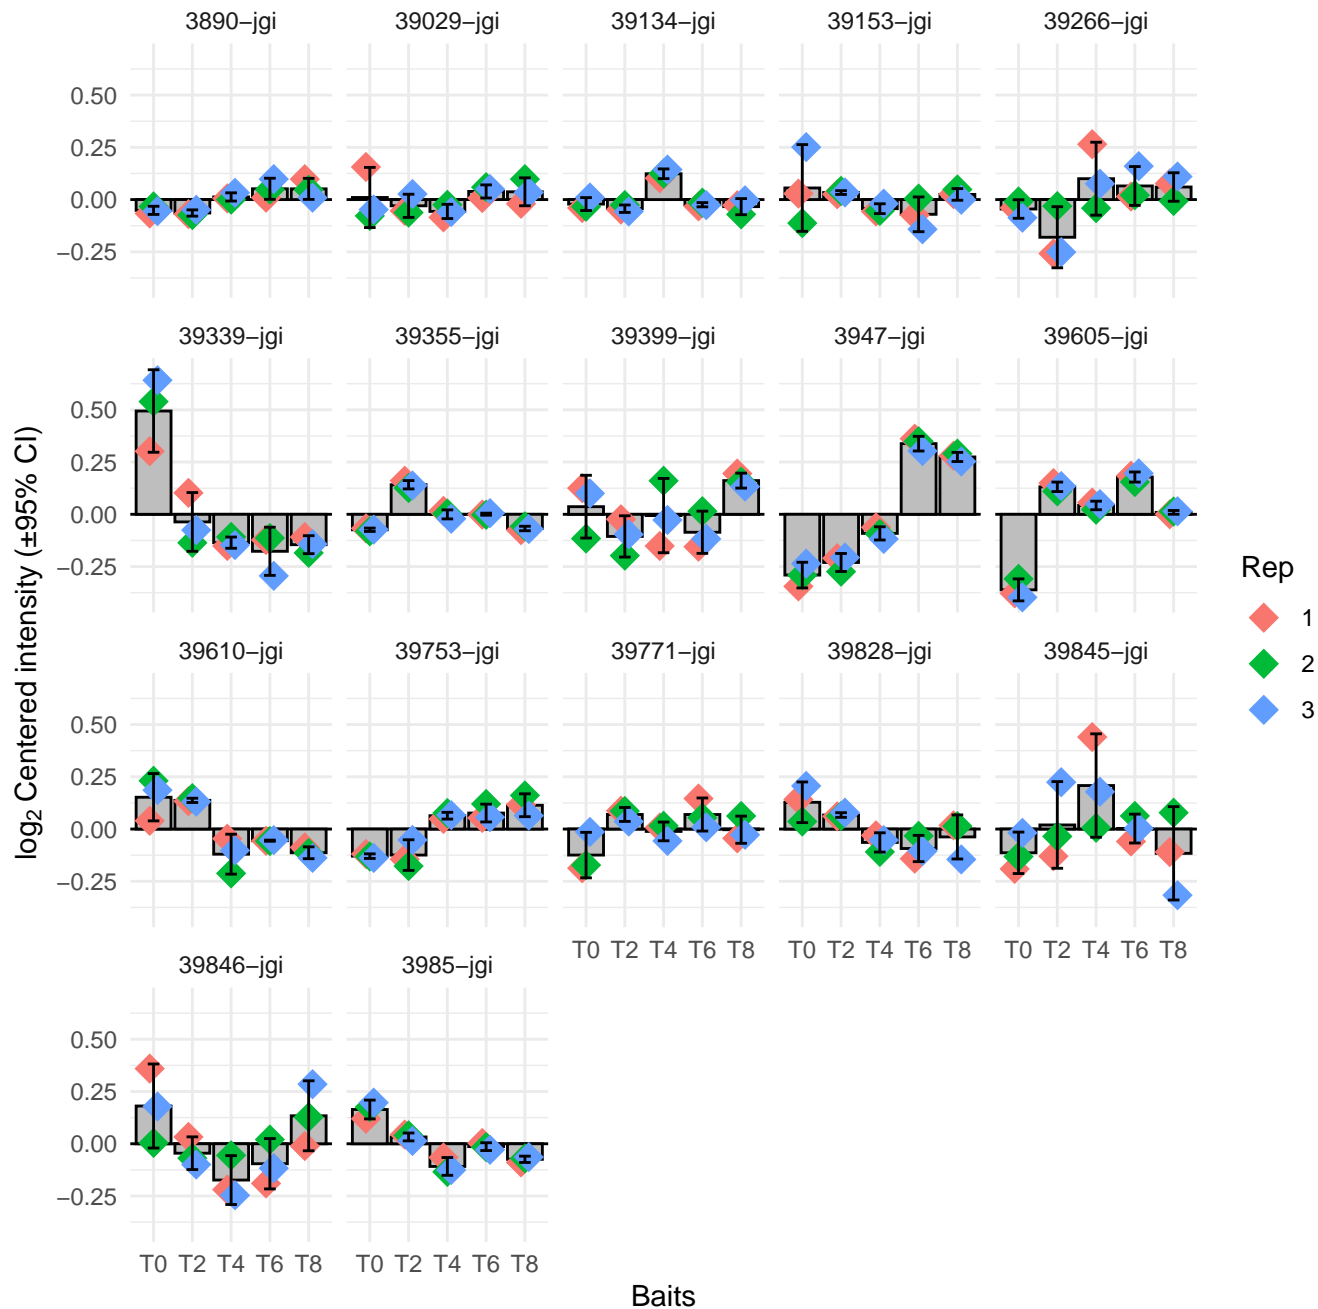 3890−jgi 39029−jgi 39134−jgi 39153−jgi 39266−jgi
0.50
0.25
0.00
−0.25
39339−jgi 39355−jgi 39399−jgi 3947−jgi 39605−jgi
0.50
0.25
0.00
−0.25
39610−jgi 39753−jgi 39771−jgi 39828−jgi 39845−jgi
0.50
0.25
0.00
−0.25
T0 T2 T4 T6 T8 T0 T2 T4 T6 T8 T0 T2 T4 T6 T8
39846−jgi 3985−jgi
0.50
0.25
0.00
−0.25
T0 T2 T4 T6 T8 T0 T2 T4 T6 T8
Baits
log2 Centered intensity (±95% CI)
Rep
1
2
3